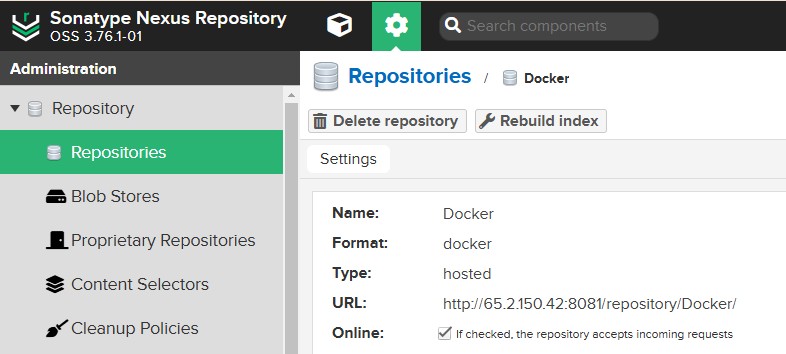 Sonatype Nexus Repository
OSS 3.76.1-01
Search components
Administration
Repositories / Docker
Repository
Delete repository Rebuild index
Repositories
Settings
Blob Stores
Proprietary Repositories
Content Selectors
Cleanup Policies
Name: Docker
Format: docker
Type: hosted
URL: http://65.2.150.42:8081/repository/Docker/
Online: If checked, the repository accepts incoming requests